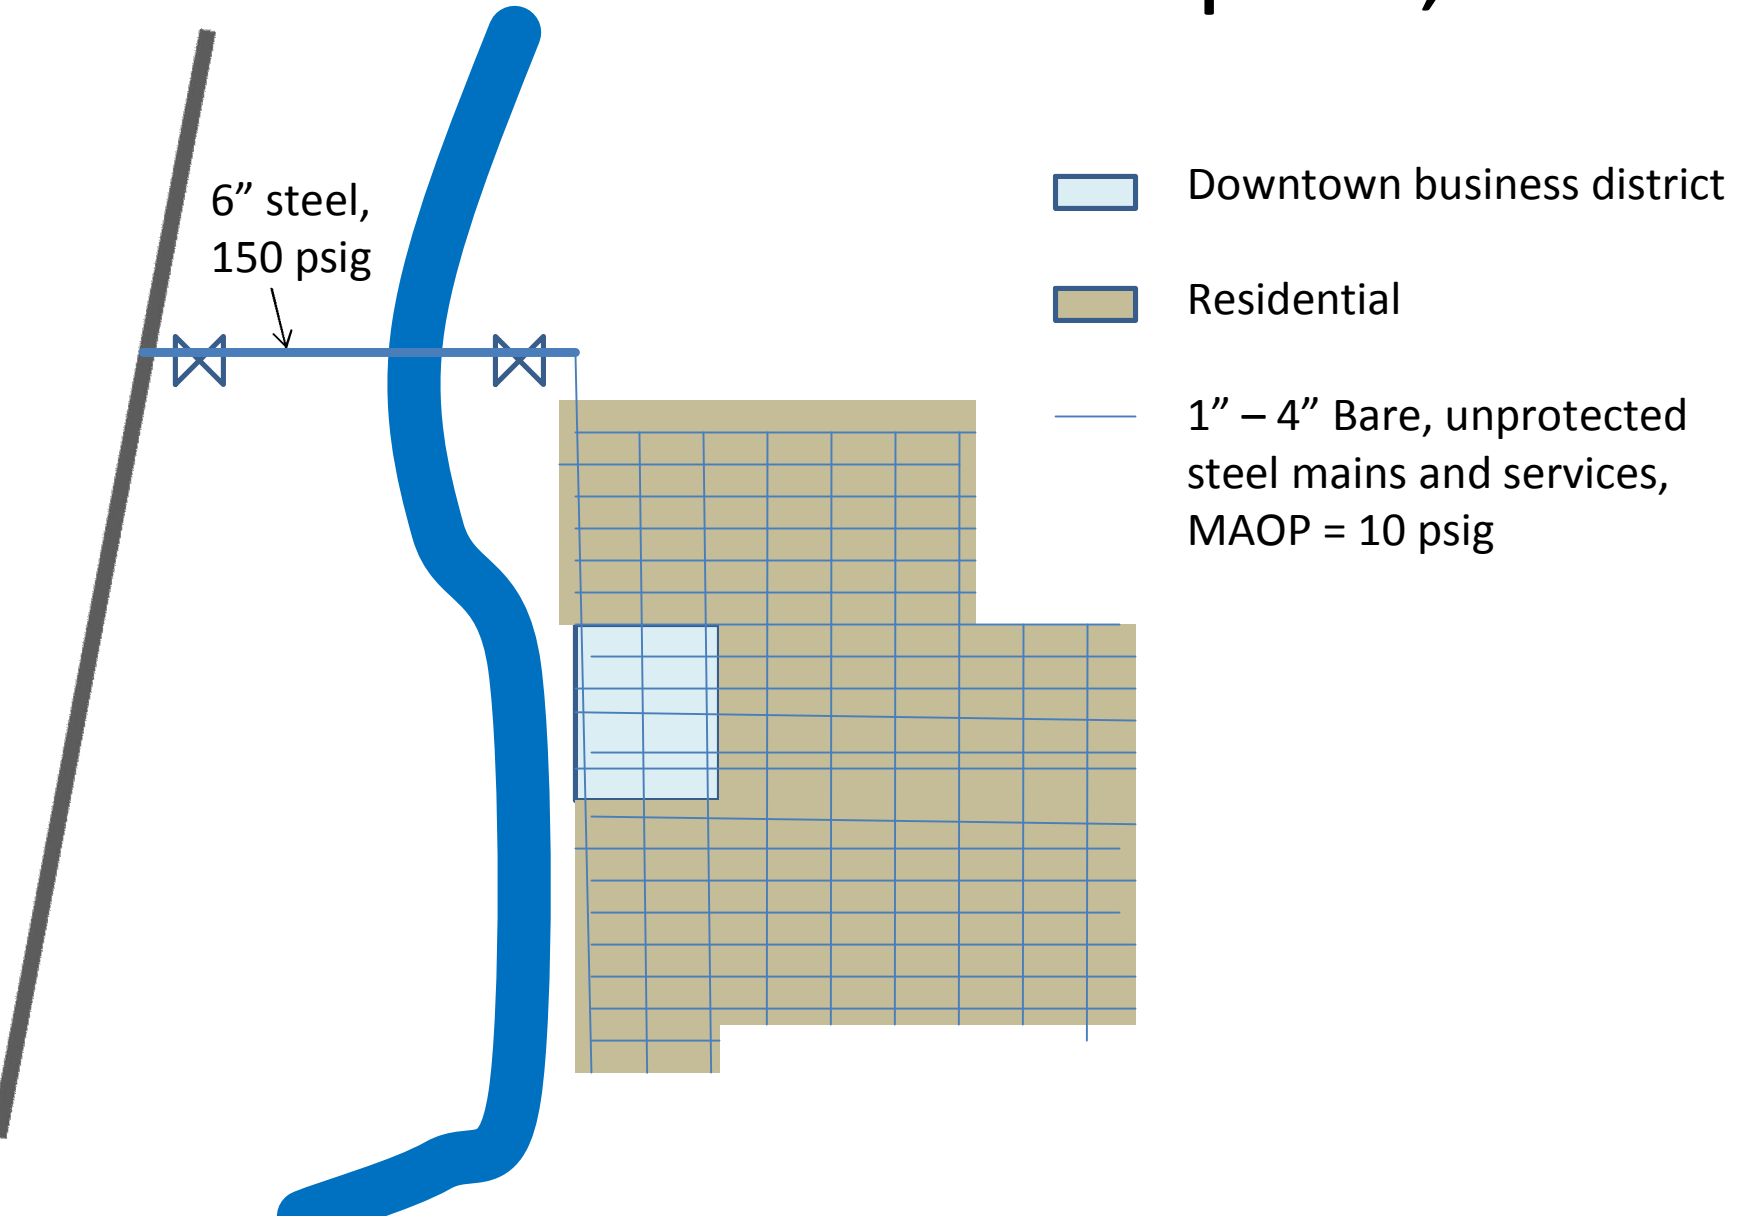 6” steel,
150 psig
Downtown business district
Residential
1” – 4” Bare, unprotected
steel mains and services,
MAOP = 10 psig